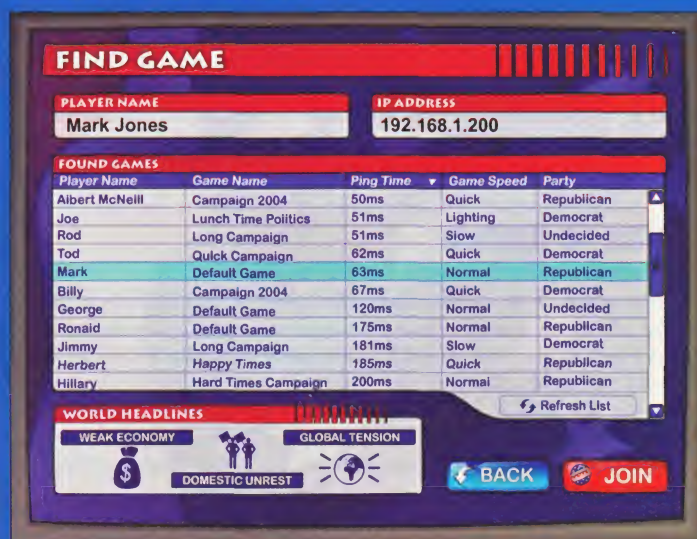 FIND GAME
PLAYER NAME IP ADDRESS
Mark Jones 192.168.1.200
FOUND GAMES
Player Name Game Name Ping Time Game Speed Party
Albert McNeill Campaign 2004 50ms Quick Republican
Joe Lunch Time Politics 51ms Lighting Democrat
Rod Long Campaign 51ms Slow Undecided
Tod Quick Campaign 62ms Quick Democrat
Mark Default Game 63ms Normal Republican
Billy Campaign 2004 67ms Quick Democrat
George Default Game 120ms Normal Undecided
Ronald Default Game 175ms Normal Republican
Jimmy Long Campaign 181ms Slow Democrat
Herbert Happy Times 185ms Quick Republican
Hillary Hard Times Campaign 200ms Normal Republican
Refresh List
WORLD HEADLINES
WEAK ECONOMY GLOBAL TENSION
$
DOMESTIC UNREST
BACK JOIN